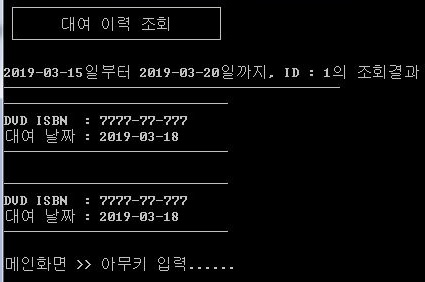 대여 이력 조회
2019-03-15일부터 2019-03-20일까지, ID : 1의 조회결과
DVD ISBN : 7777-77-777
대여 날짜 : 2019-03-18
DVD ISBN : 7777-77-777
대여 날짜 : 2019-03-18
메인화면 >> 아무키 입력......